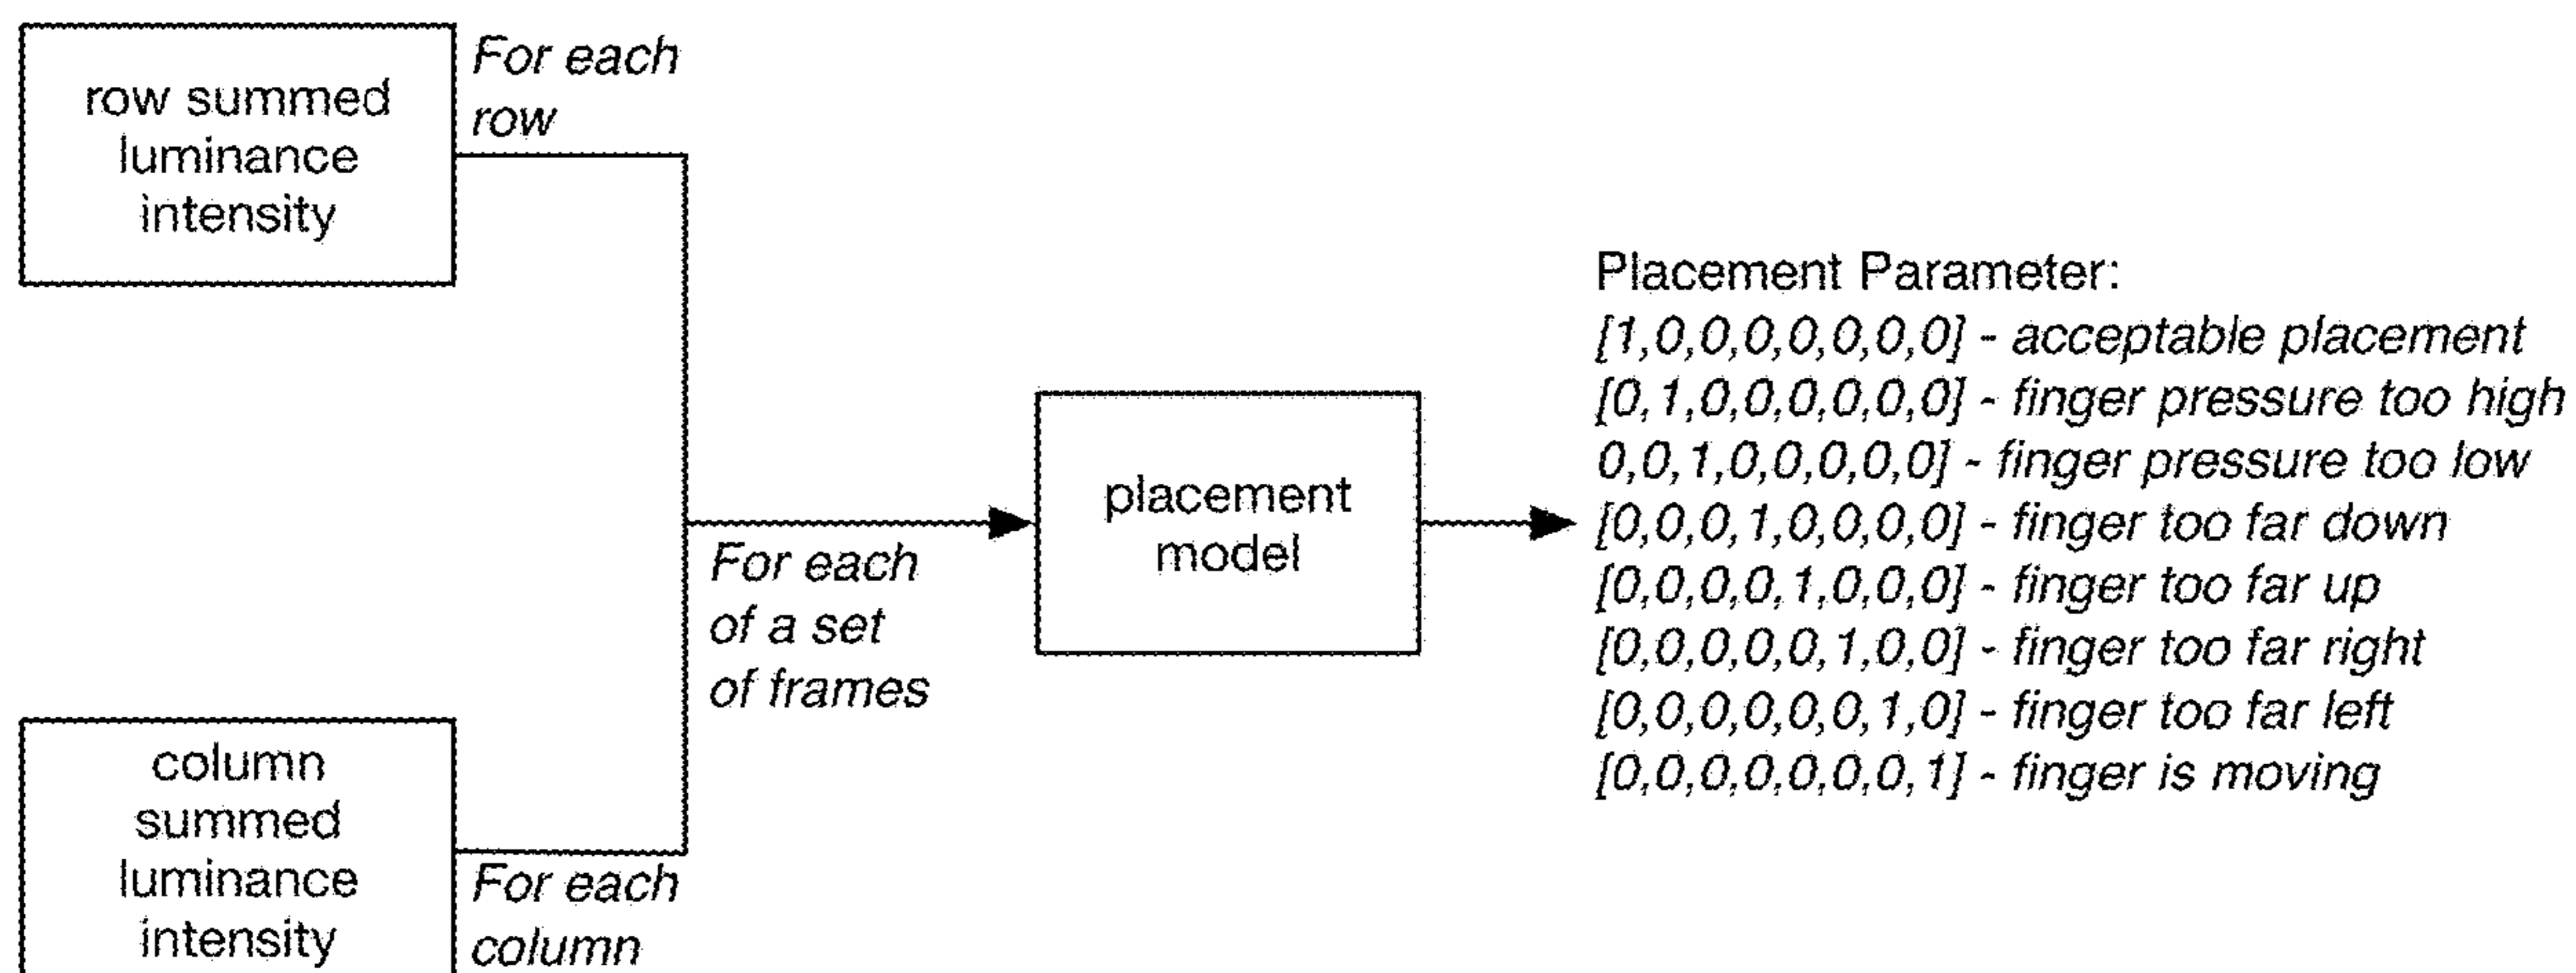 row summed
luminance
intensity
For each
row
column
summed
luminance
intensity
For each
column
For each
of a set
of frames
placement
model
Placement Parameter:
[1,0,0,0,0,0,0,0] - acceptable placement
[0,1,0,0,0,0,0,0] - finger pressure too high
0,0,1,0,0,0,0,0] - finger pressure too low
[0,0,0,1,0,0,0,0] - finger too far down
[0,0,0,0,1,0,0,0] - finger too far up
[0,0,0,0,0,1,0,0] - finger too far right
[0,0,0,0,0,0,1,0] - finger too far left
[0,0,0,0,0,0,0,1] - finger is moving